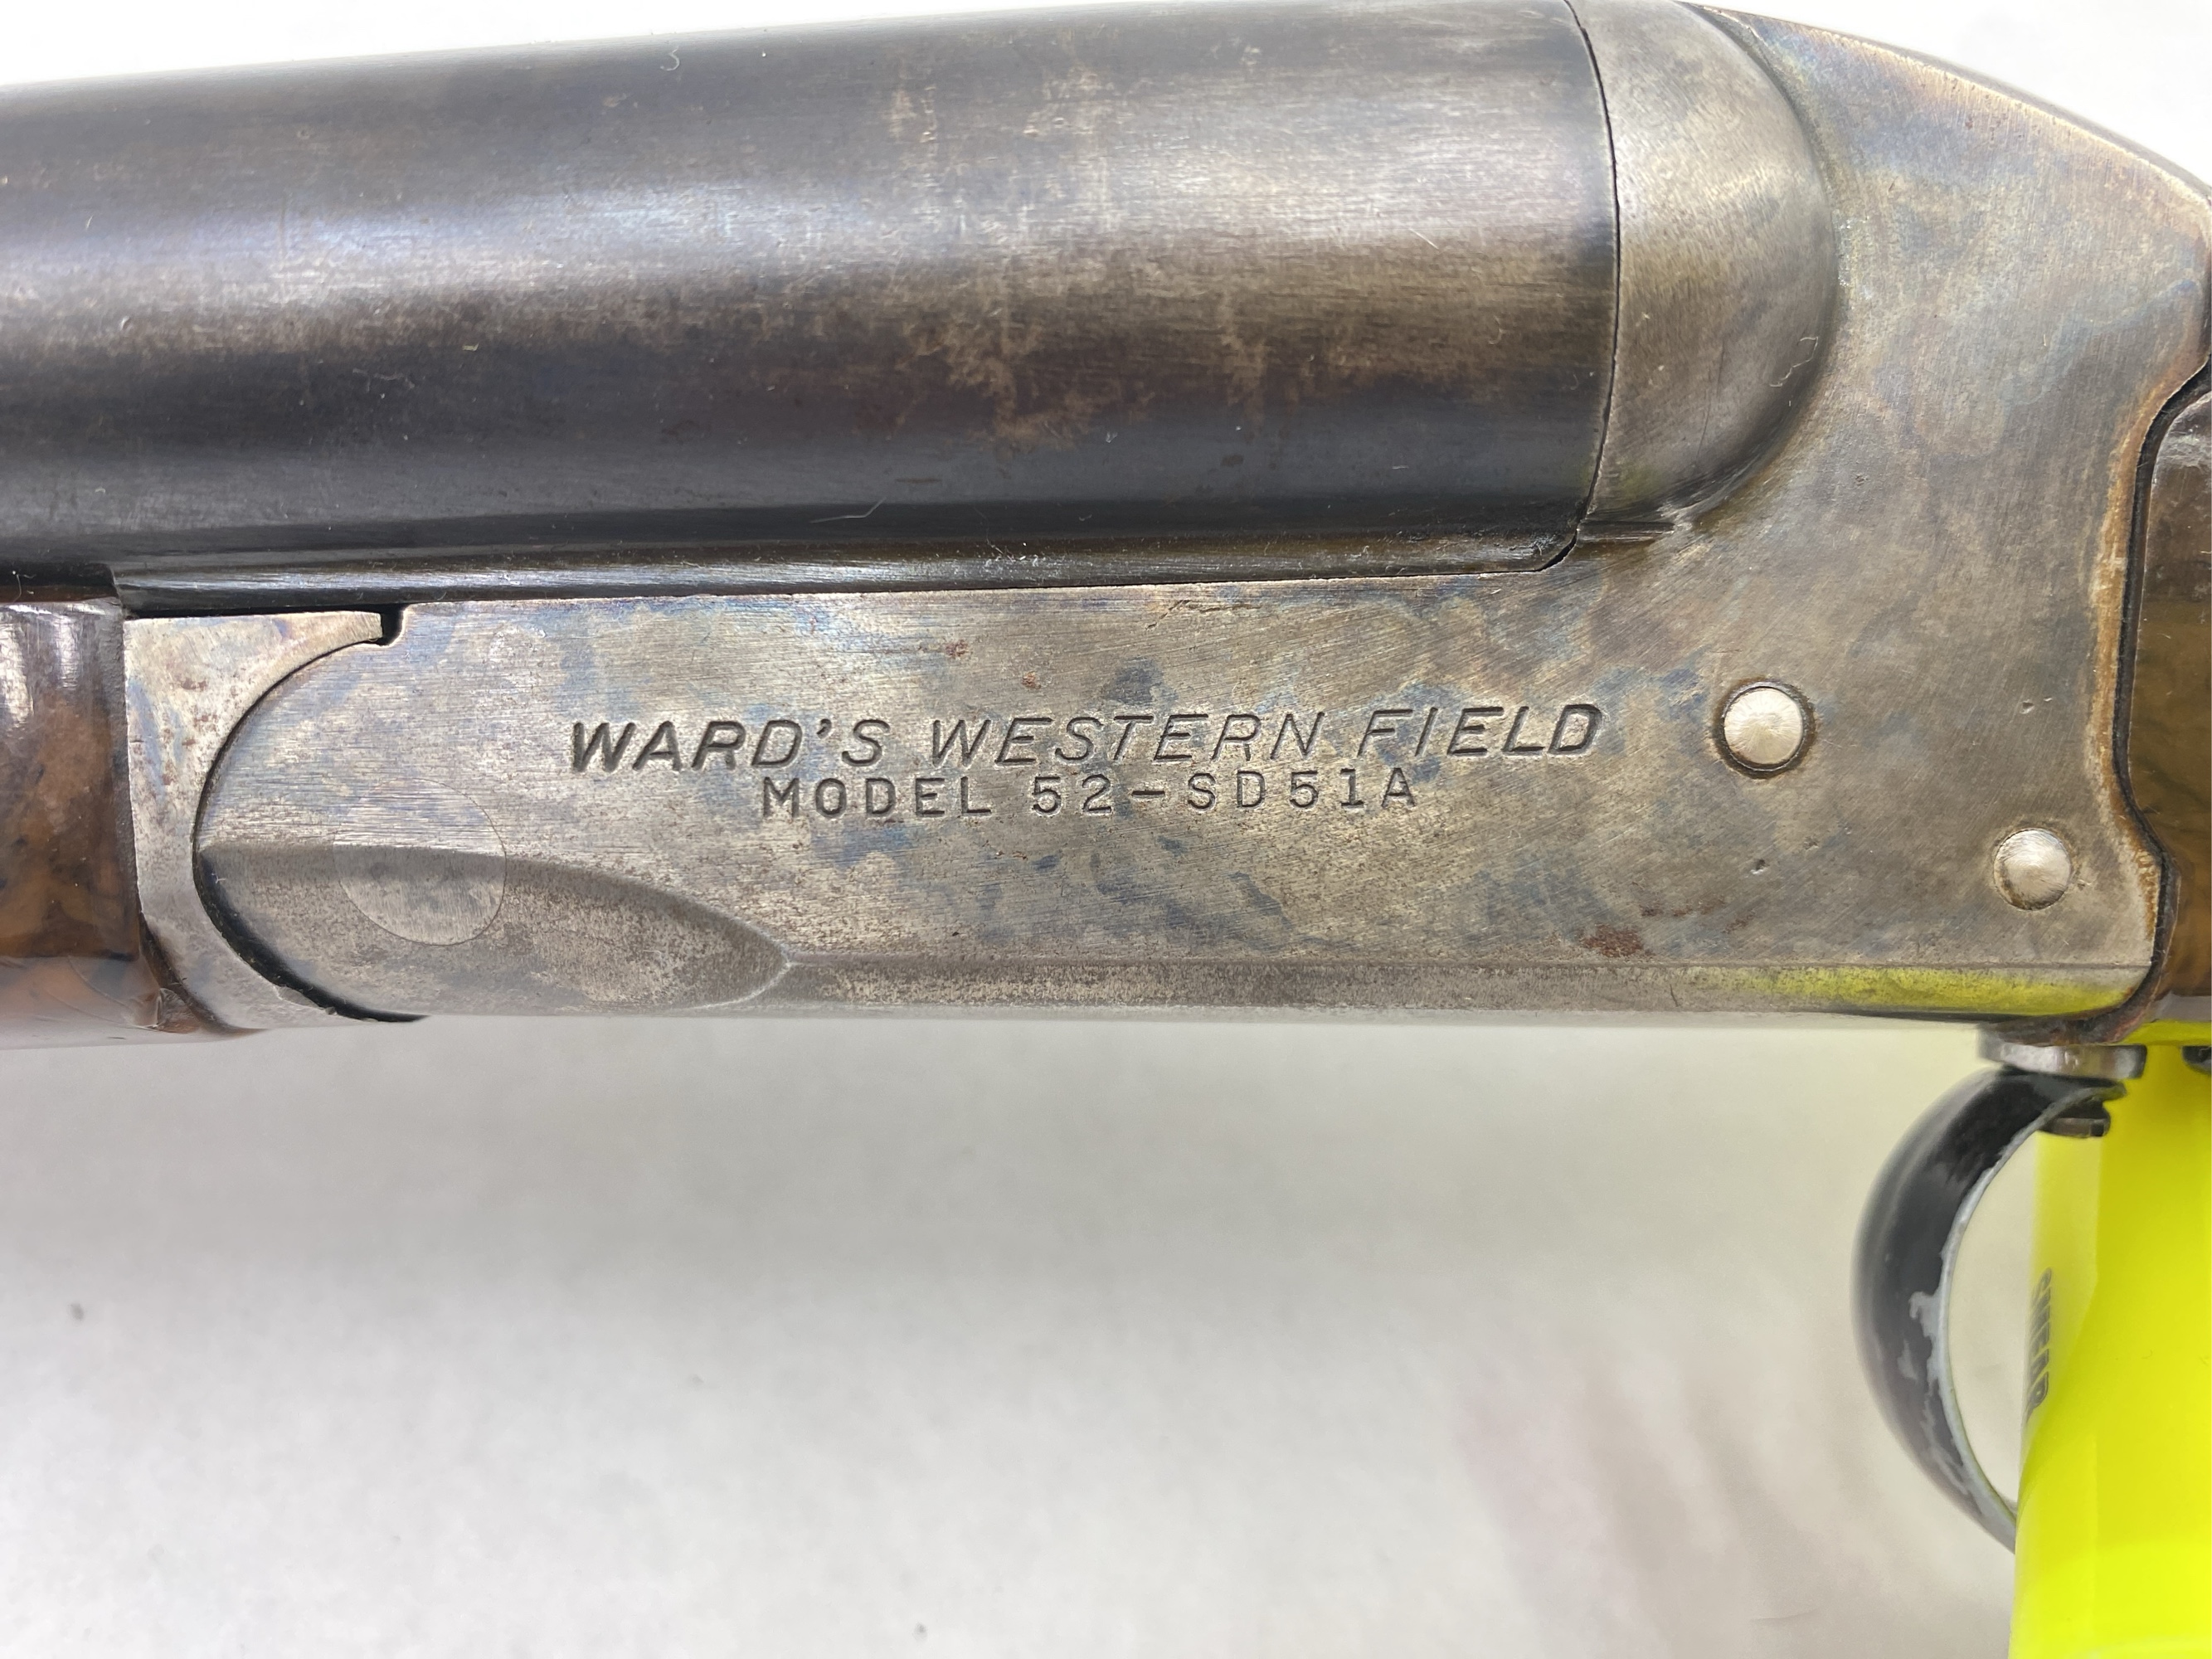 WARD'S WESTERN FIELD
MODEL 52-SD51A